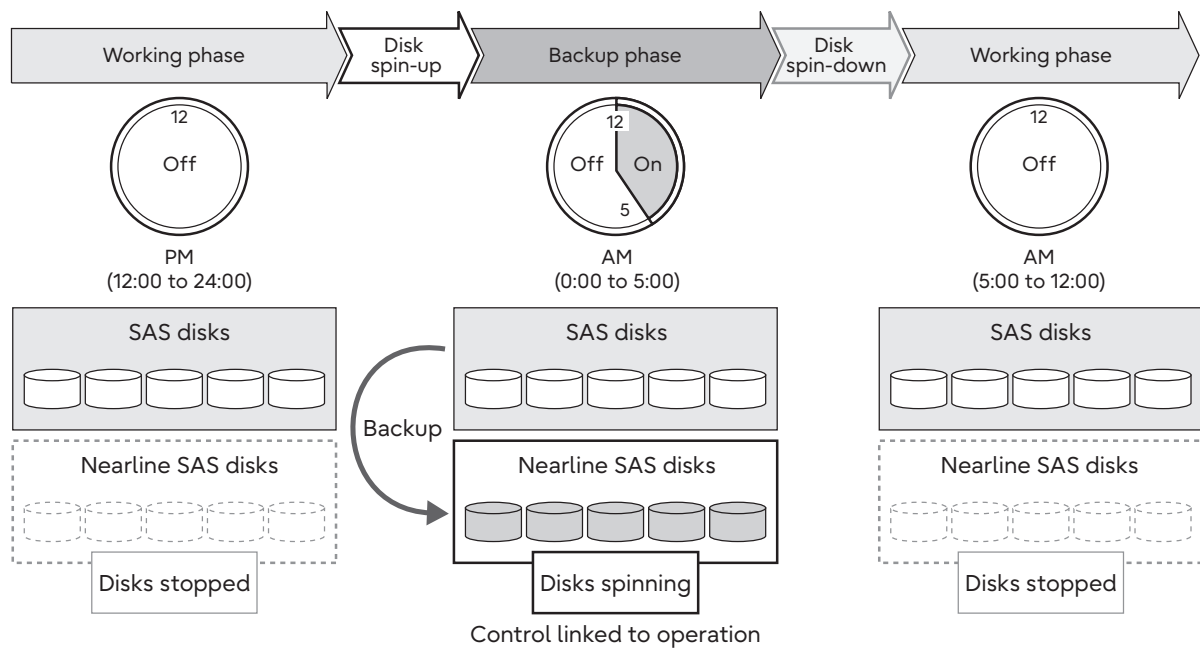 Working phase
Disk
spin-up
Backup phase
Disk
spin-down
Working phase
12
Off
12
Off
On
5
12
Off
PM
(12:00 to 24:00)
AM
(0:00 to 5:00)
AM
(5:00 to 12:00)
SAS disks
SAS disks
SAS disks
Backup
Nearline SAS disks
Nearline SAS disks
Nearline SAS disks
Disks stopped
Disks spinning
Disks stopped
Control linked to operation